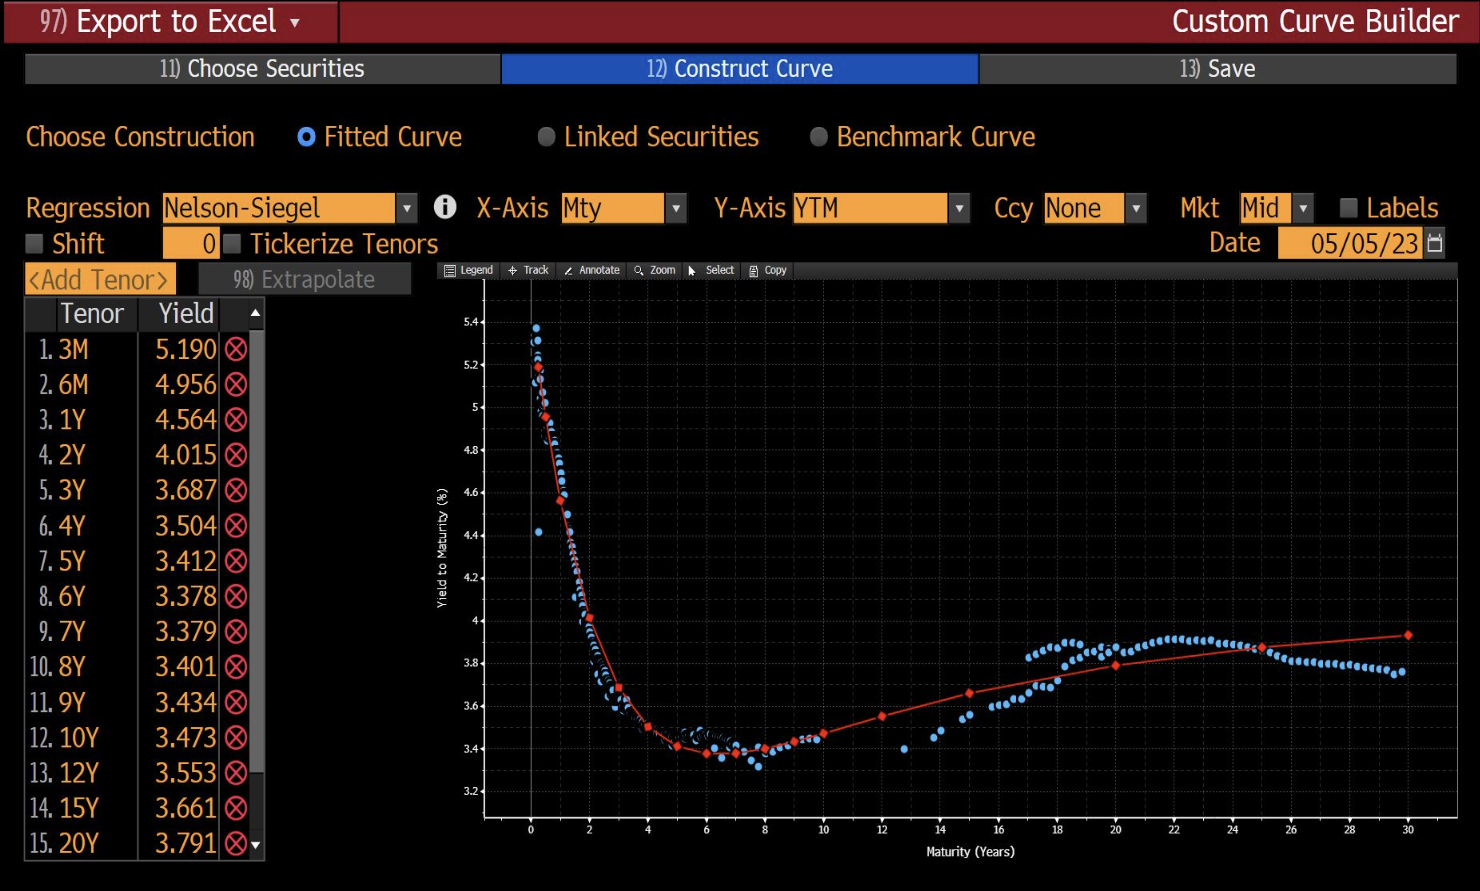 97) Export to Excel
Custom Curve Builder
11) Choose Securities
12) Construct Curve
13) Save
Choose Construction
Fitted Curve
Linked Securities
Benchmark Curve
Regression Nelson-Siegel
X-Axis Mty
Y-Axis YTM
Ccy None
Mkt Mid
Labels
Shift 0
Tickerize Tenors
Date 05/05/23
<Add Tenor>
98) Extrapolate
Legend Track Annotate Zoom Select Copy
Tenor Yield
1. 3M 5.190
2. 6M 4.956
3. 1Y 4.564
4. 2Y 4.015
5. 3Y 3.687
6. 4Y 3.504
7. 5Y 3.412
8. 6Y 3.378
9. 7Y 3.379
10. 8Y 3.401
11. 9Y 3.434
12. 10Y 3.473
13. 12Y 3.553
14. 15Y 3.661
15. 20Y 3.791
Yield to Maturity (%)
5.4
5.2
5
4.8
4.6
4.4
4.2
4
3.8
3.6
3.4
3.2
0 2 4 6 8 10 12 14 16 18 20 22 24 26 28 30
Maturity (Years)